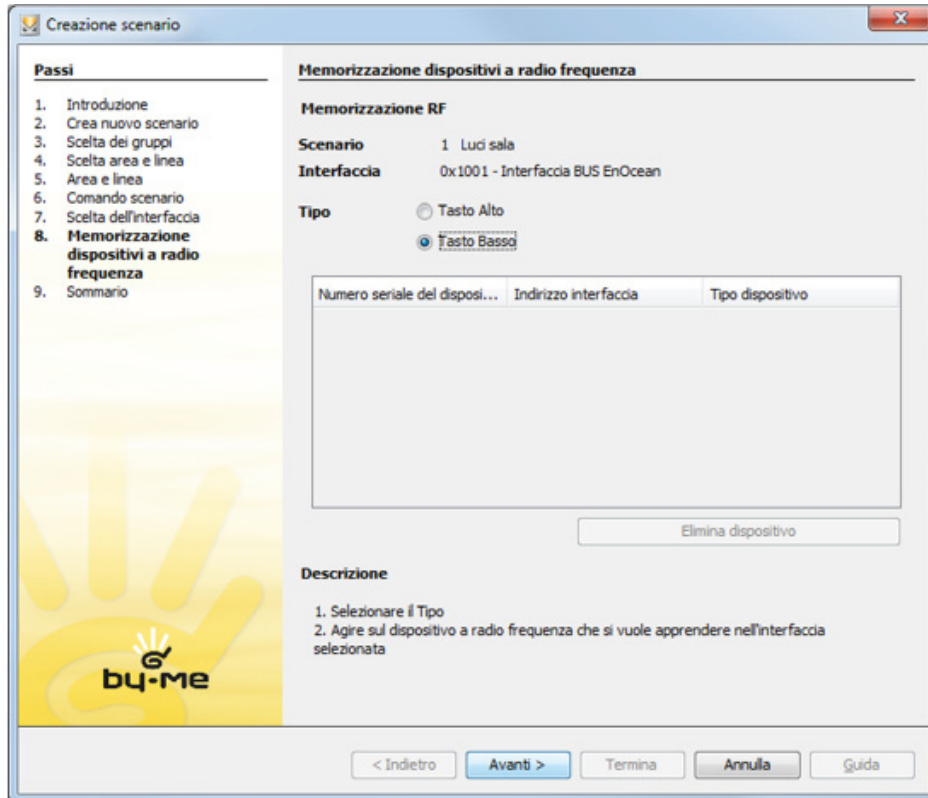 Creazione scenario
Passi
1. Introduzione
2. Crea nuovo scenario
3. Scelta dei gruppi
4. Scelta area e linea
5. Area e linea
6. Comando scenario
7. Scelta dell'interfaccia
8. Memorizzazione
dispositivi a radio
frequenza
9. Sommario
by-me
Memorizzazione dispositivi a radio frequenza
Memorizzazione RF
Scenario 1 Luci sala
Interfaccia 0x1001 - Interfaccia BUS EnOcean
Tipo Tasto Alto
Tasto Basso
Numero seriale del disposi... Indirizzo interfaccia Tipo dispositivo
Elimina dispositivo
Descrizione
1. Selezionare il Tipo
2. Agire sul dispositivo a radio frequenza che si vuole apprendere nell'interfaccia
selezionata
< Indietro Avanti > Termina Annulla Guida